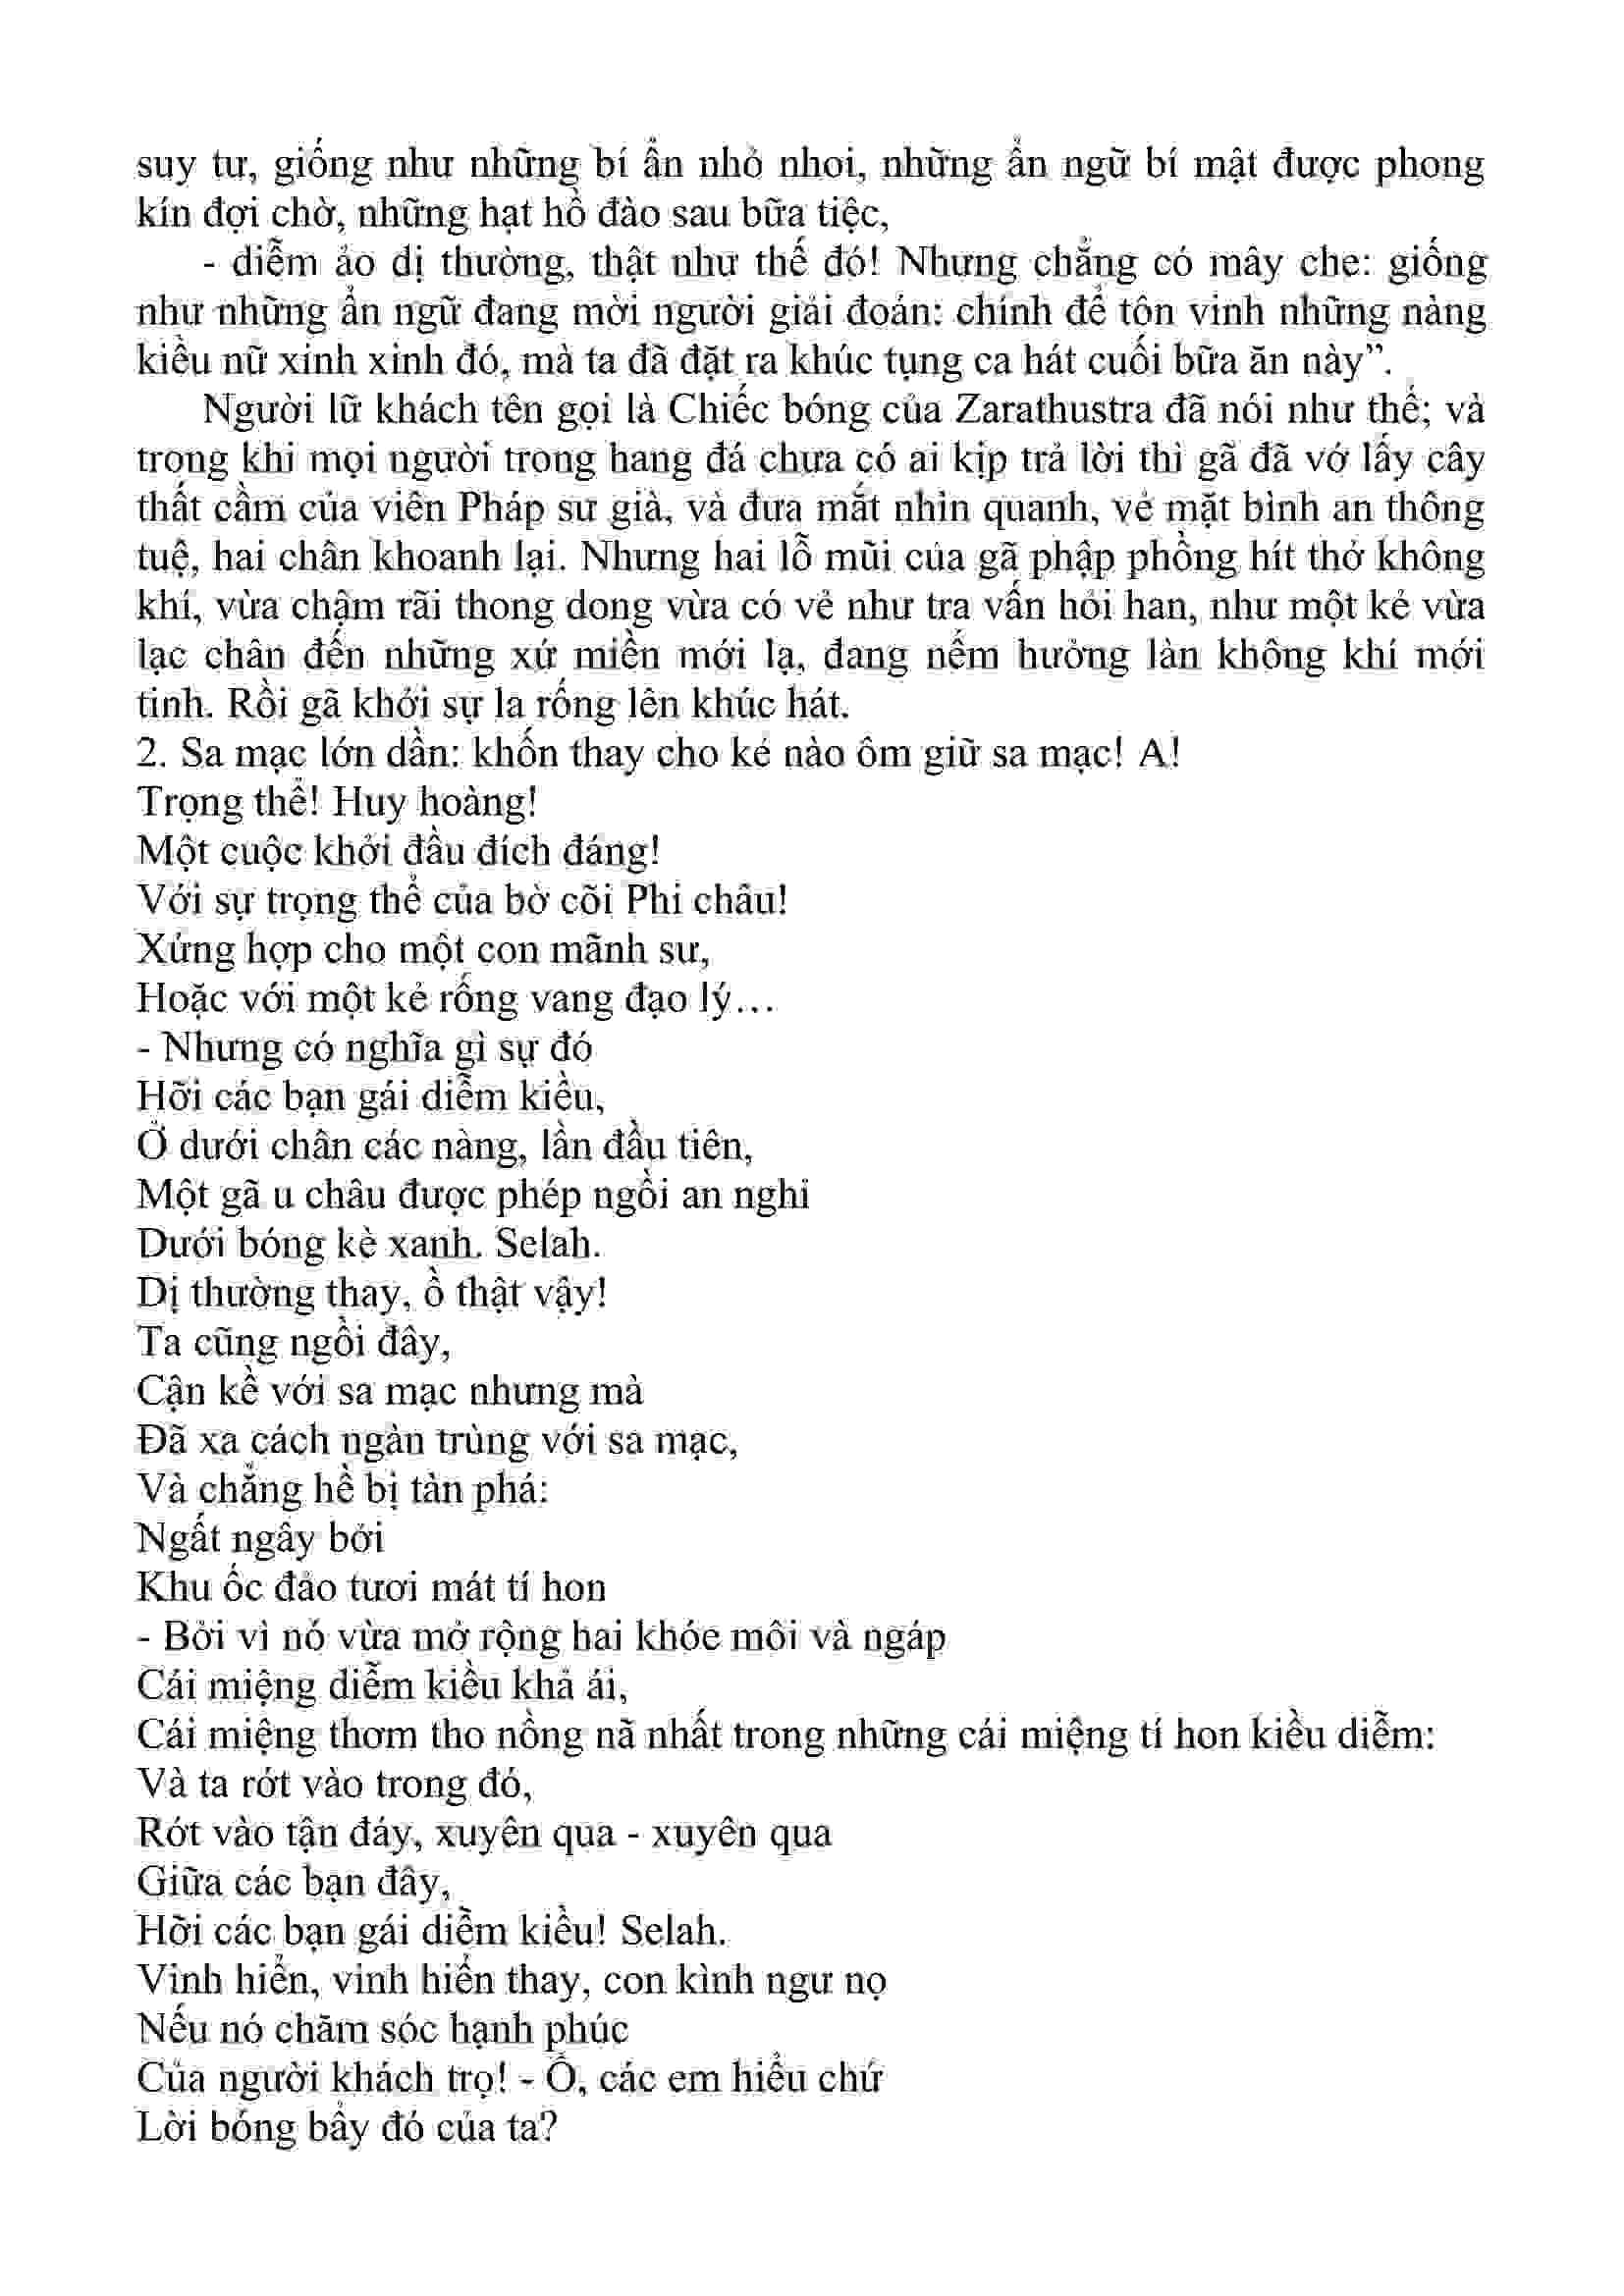 suy tư, giống như những bí ẩn nhỏ nhoi, những ẩn ngữ bí mật được phong
kín đợi chờ, những hạt hồ đào sau bữa tiệc,
- diễm ảo dị thường, thật như thế đó! Nhưng chẳng có mây che: giống
như những ẩn ngữ đang mời người giải đoán: chính để tôn vinh những nàng
kiều nữ xinh xinh đó, mà ta đã đặt ra khúc tụng ca hát cuối bữa ăn này”.
Người lữ khách tên gọi là Chiếc bóng của Zarathustra đã nói như thế; và
trong khi mọi người trong hang đá chưa có ai kịp trả lời thì gã đã vớ lấy cây
thất cầm của viên Pháp sư già, và đưa mắt nhìn quanh, vẻ mặt bình an thông
tuệ, hai chân khoanh lại. Nhưng hai lỗ mũi của gã phập phồng hít thở không
khí, vừa chậm rãi thong dong vừa có vẻ như tra vấn hỏi han, như một kẻ vừa
lạc chân đến những xứ miền mới lạ, đang nếm hưởng làn không khí mới
tinh. Rồi gã khởi sự la rống lên khúc hát.
2. Sa mạc lớn dần: khốn thay cho kẻ nào ôm giữ sa mạc! A!
Trọng thể! Huy hoàng!
Một cuộc khởi đầu đích đáng!
Với sự trọng thể của bờ cõi Phi châu!
Xứng hợp cho một con mãnh sư,
Hoặc với một kẻ rống vang đạo lý…
- Nhưng có nghĩa gì sự đó
Hỡi các bạn gái diễm kiều,
Ở dưới chân các nàng, lần đầu tiên,
Một gã u châu được phép ngồi an nghỉ
Dưới bóng kè xanh. Selah.
Dị thường thay, ồ thật vậy!
Ta cũng ngồi đây,
Cận kề với sa mạc nhưng mà
Đã xa cách ngàn trùng với sa mạc,
Và chẳng hề bị tàn phá:
Ngất ngây bởi
Khu ốc đảo tươi mát tí hon
- Bởi vì nó vừa mở rộng hai khóe môi và ngáp
Cái miệng diễm kiều khả ái,
Cái miệng thơm tho nồng nã nhất trong những cái miệng tí hon kiều diễm:
Và ta rớt vào trong đó,
Rớt vào tận đáy, xuyên qua - xuyên qua
Giữa các bạn đây,
Hỡi các bạn gái diễm kiều! Selah.
Vinh hiển, vinh hiển thay, con kình ngư nọ
Nếu nó chăm sóc hạnh phúc
Của người khách trọ! - Ồ, các em hiểu chứ
Lời bóng bẩy đó của ta?